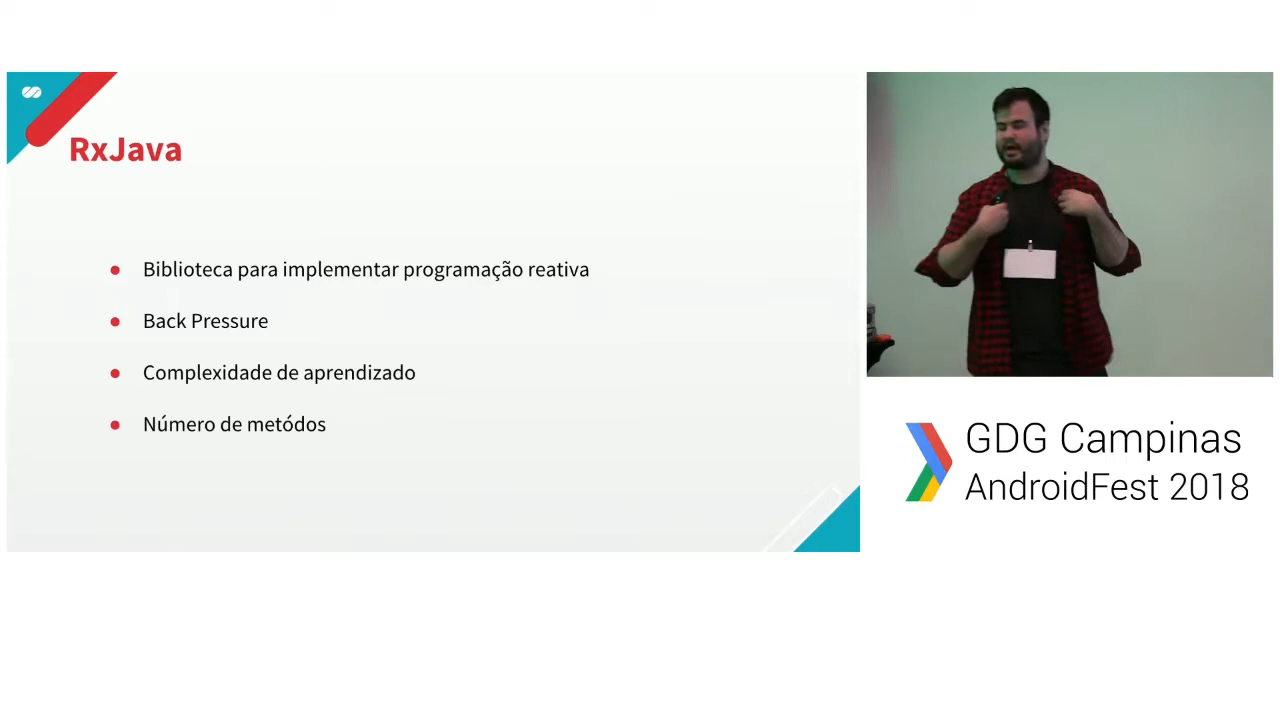 RxJava
Biblioteca para implementar programação reativa
Back Pressure
Complexidade de aprendizado
Número de metódos
GDG Campinas
AndroidFest 2018